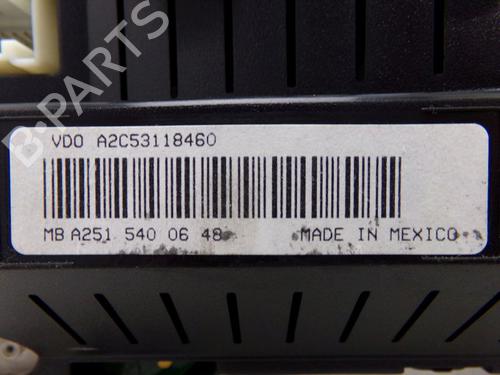 B-PARTS
VDO A2C53118460
MB A251 540 06 48 MADE IN MEXICO